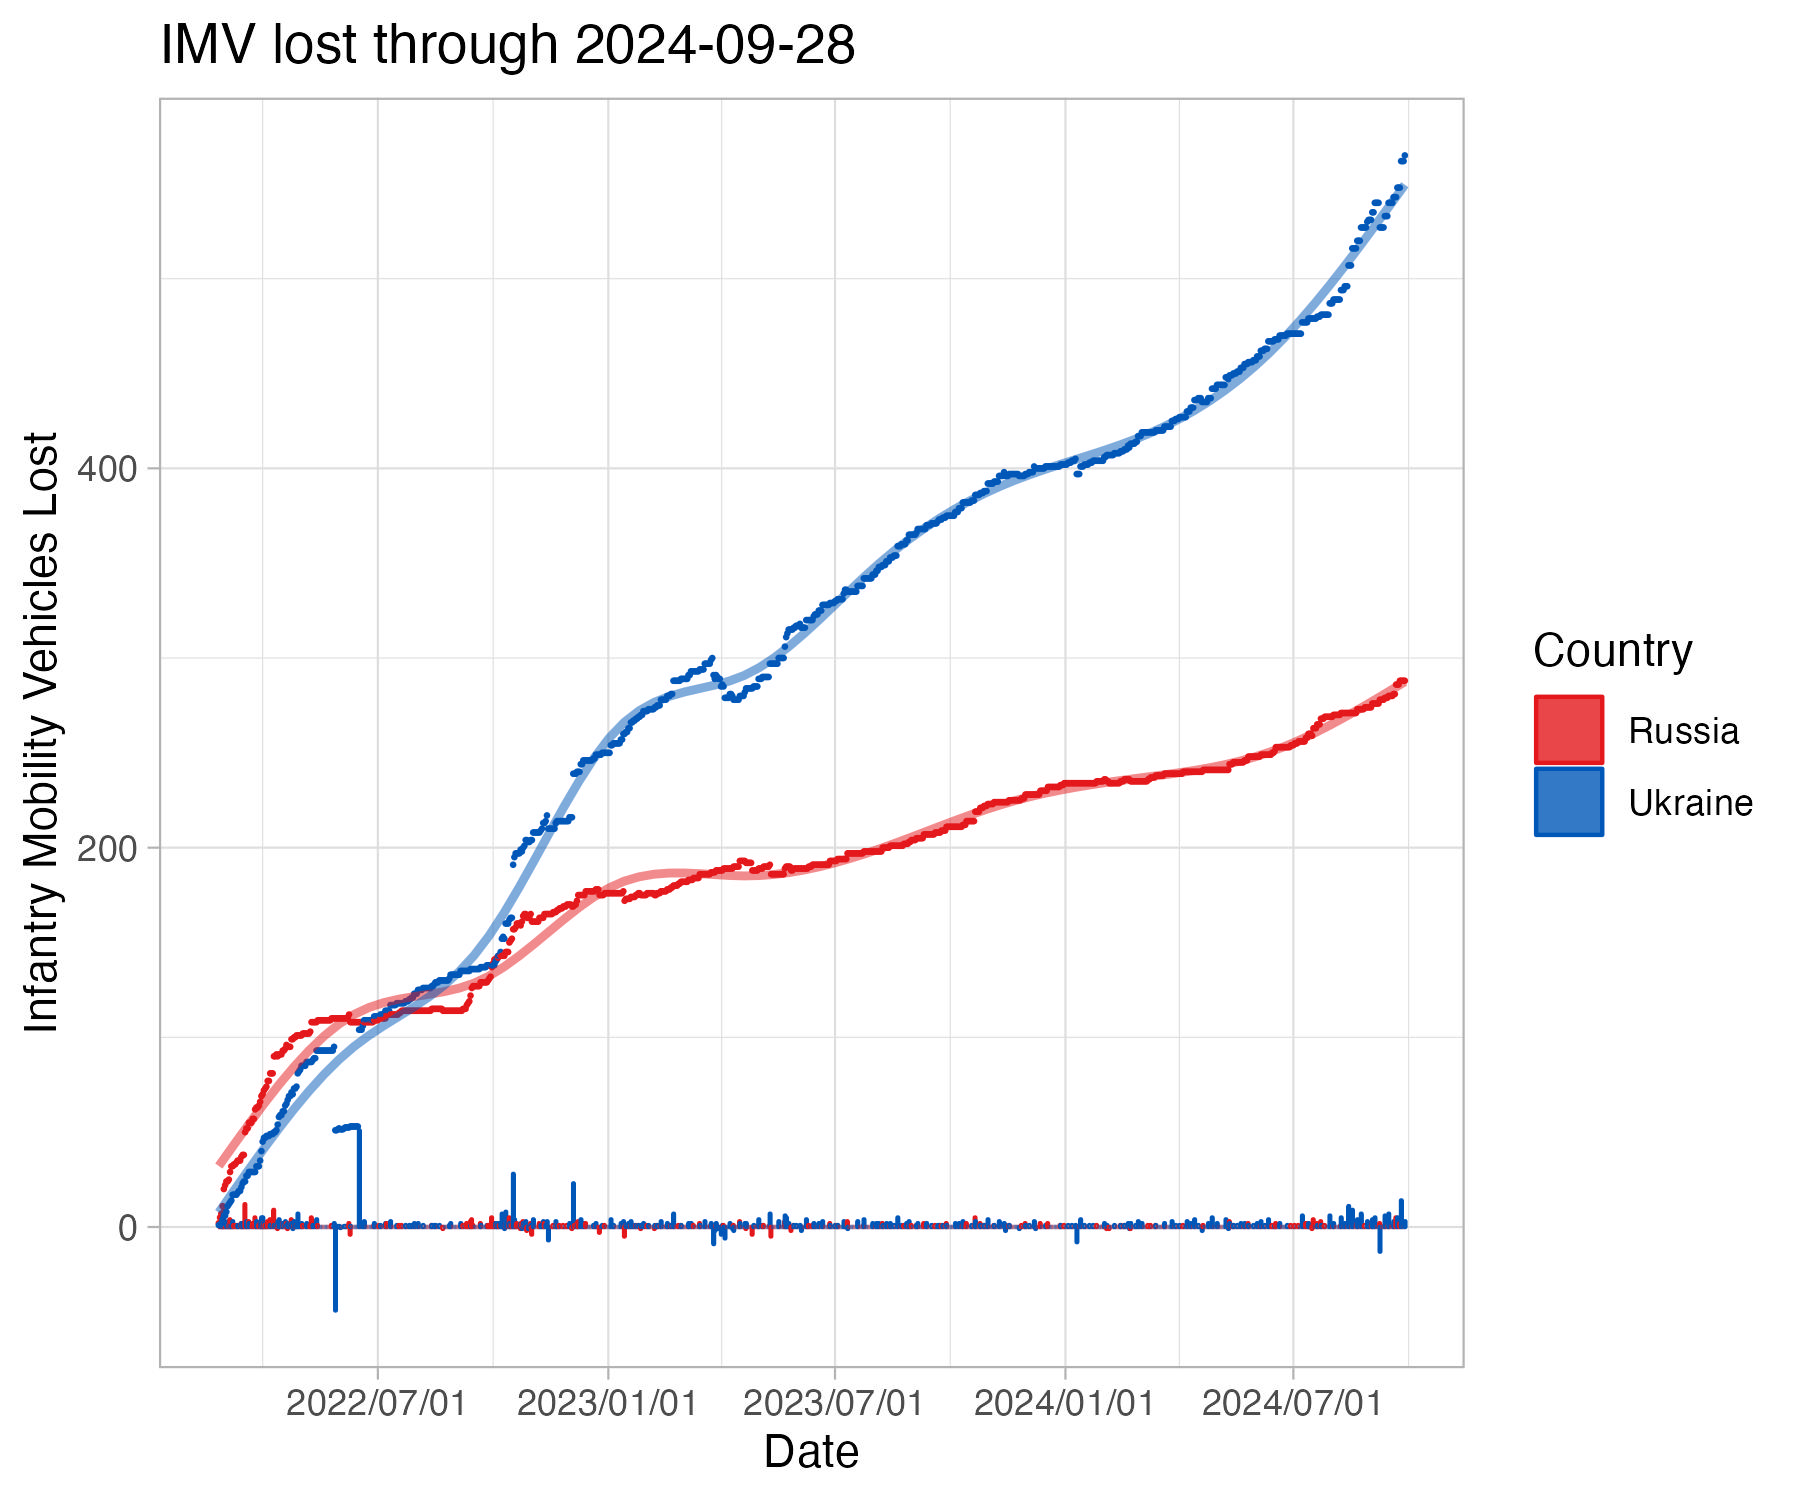 IMV lost through 2024-09-28
Infantry Mobility Vehicles Lost
400
200
0
2022/07/01
2023/01/01
2023/07/01
2024/01/01
2024/07/01
Date
Country
Russia
Ukraine